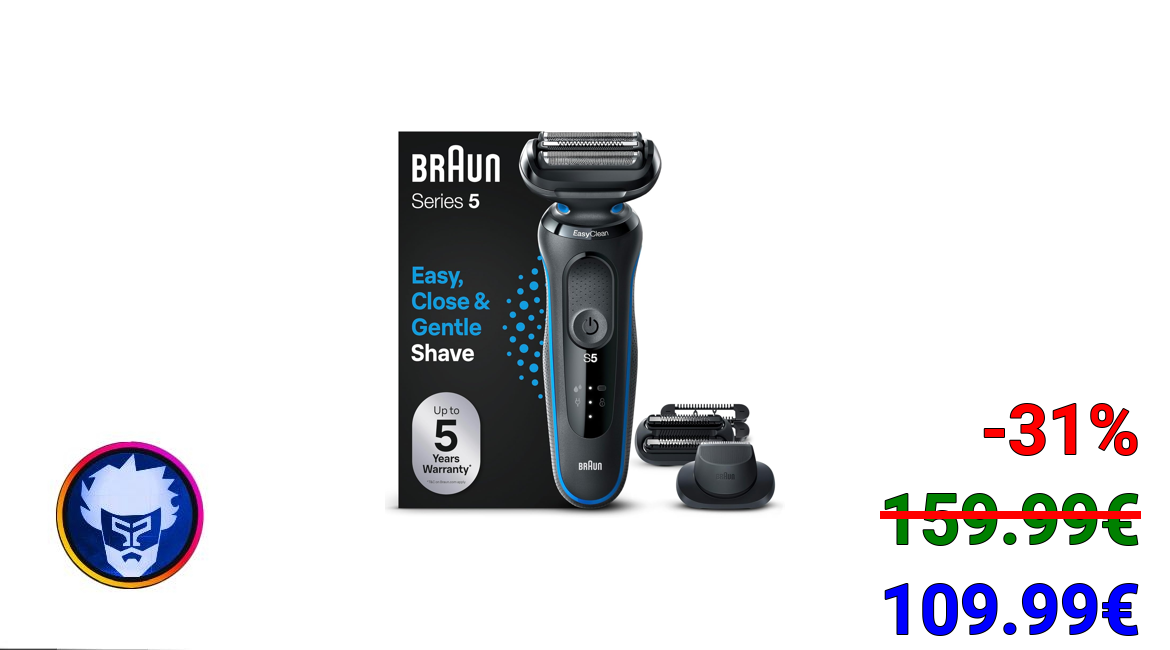 BRAUN
Series 5
Easy,
Close &
Gentle
Shave
Up to
5
Years
Warranty*
EasyClean
S5
BRAUN
-31%
159.99€
109.99€